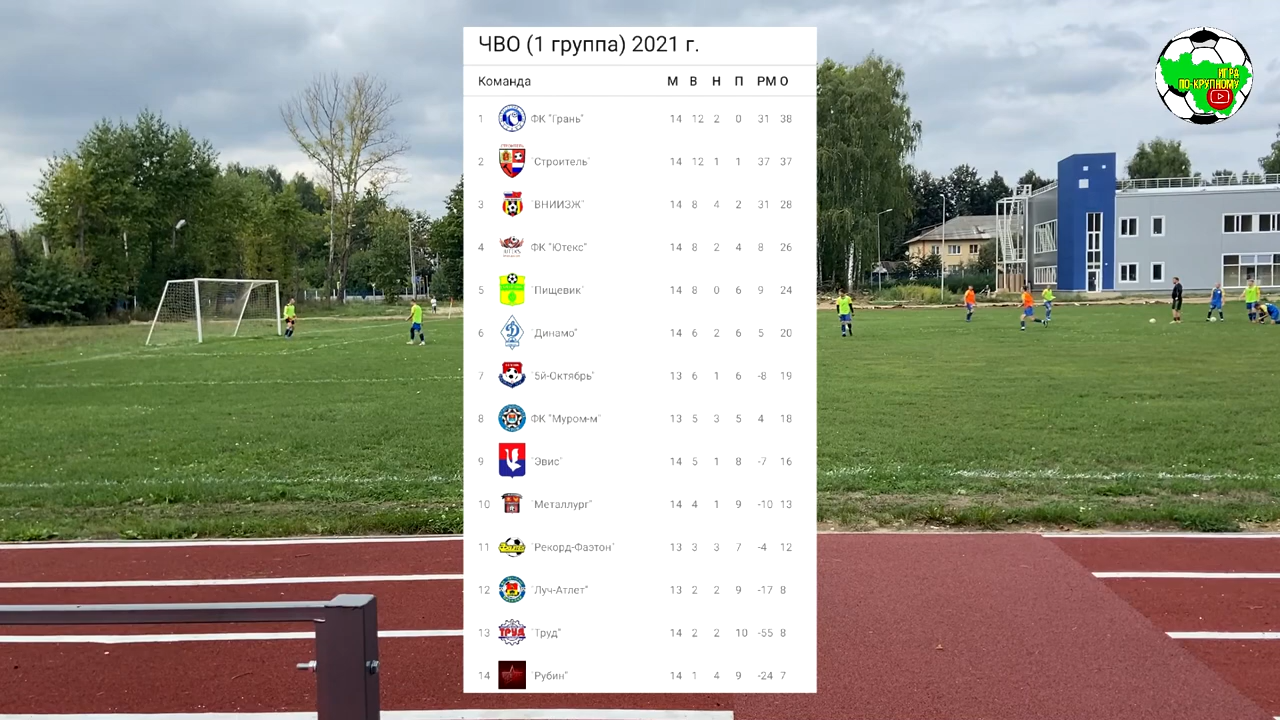 ЧВО (1 группа) 2021 г.
Команда М В Н П РМ О
1 ФК "Грань" 14 12 2 0 31 38
2 "Строитель" 14 12 1 1 37 37
3 "ВНИИЗЖ" 14 8 4 2 31 28
4 ФК "Ютекс" 14 8 2 4 8 26
5 "Пищевик" 14 8 0 6 9 24
6 "Динамо" 14 6 2 6 5 20
7 "5й-Октябрь" 13 6 1 6 -8 19
8 ФК "Муром-м" 13 5 3 5 4 18
9 "Эвис" 14 5 1 8 -7 16
10 "Металлург" 14 4 1 9 -10 13
11 "Рекорд-Фаэтон" 13 3 3 7 -4 12
12 "Луч-Атлет" 13 2 2 9 -17 8
13 ТРУД "Труд" 14 2 2 10 -55 8
14 "Рубин" 14 1 4 9 -24 7
ИГРА
ПО-КРУПНОМУ